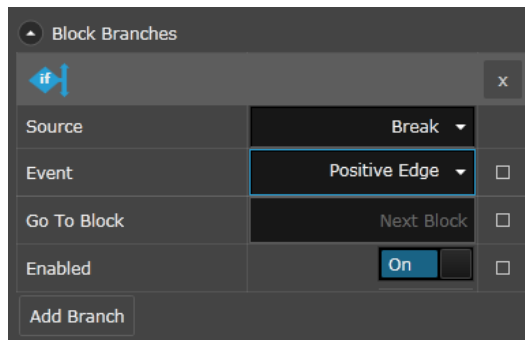 Block Branches
if
x
Source Break
Event Positive Edge
Go To Block Next Block
Enabled On
Add Branch